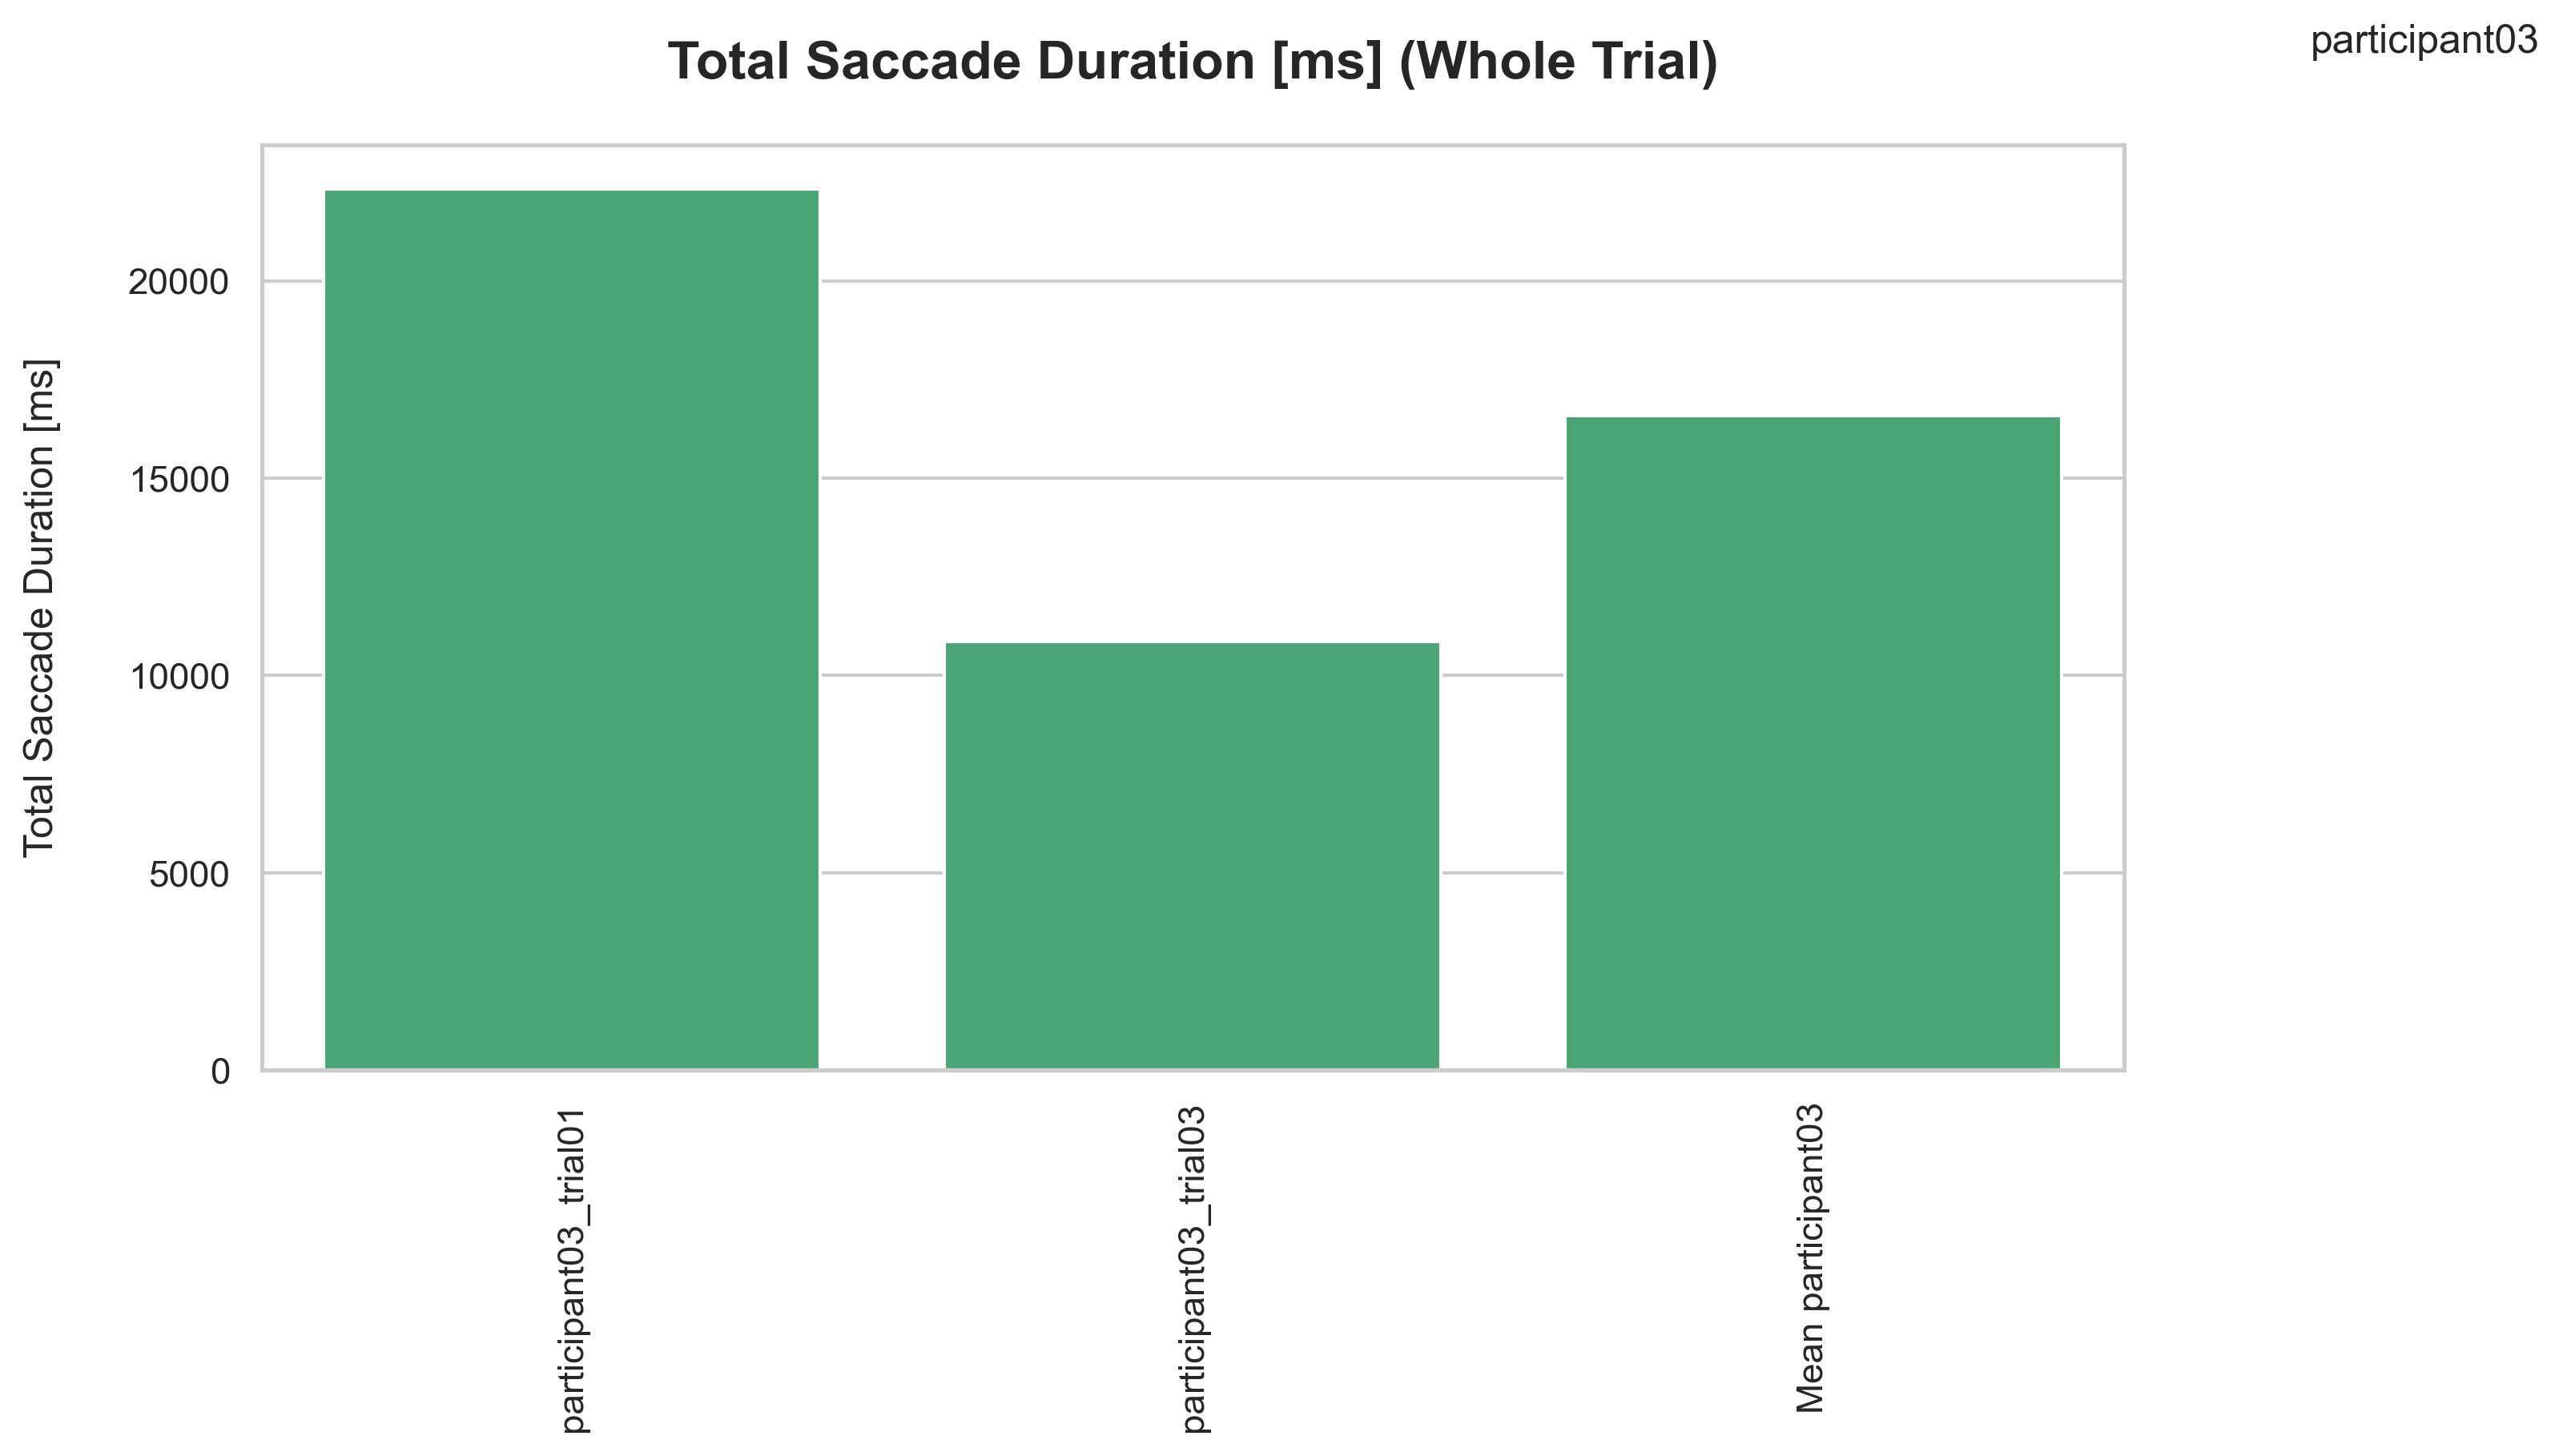 participant03
Total Saccade Duration [ms] (Whole Trial)
Total Saccade Duration [ms]
20000
15000
10000
5000
0
participant03_trial01
participant03_trial03
Mean participant03